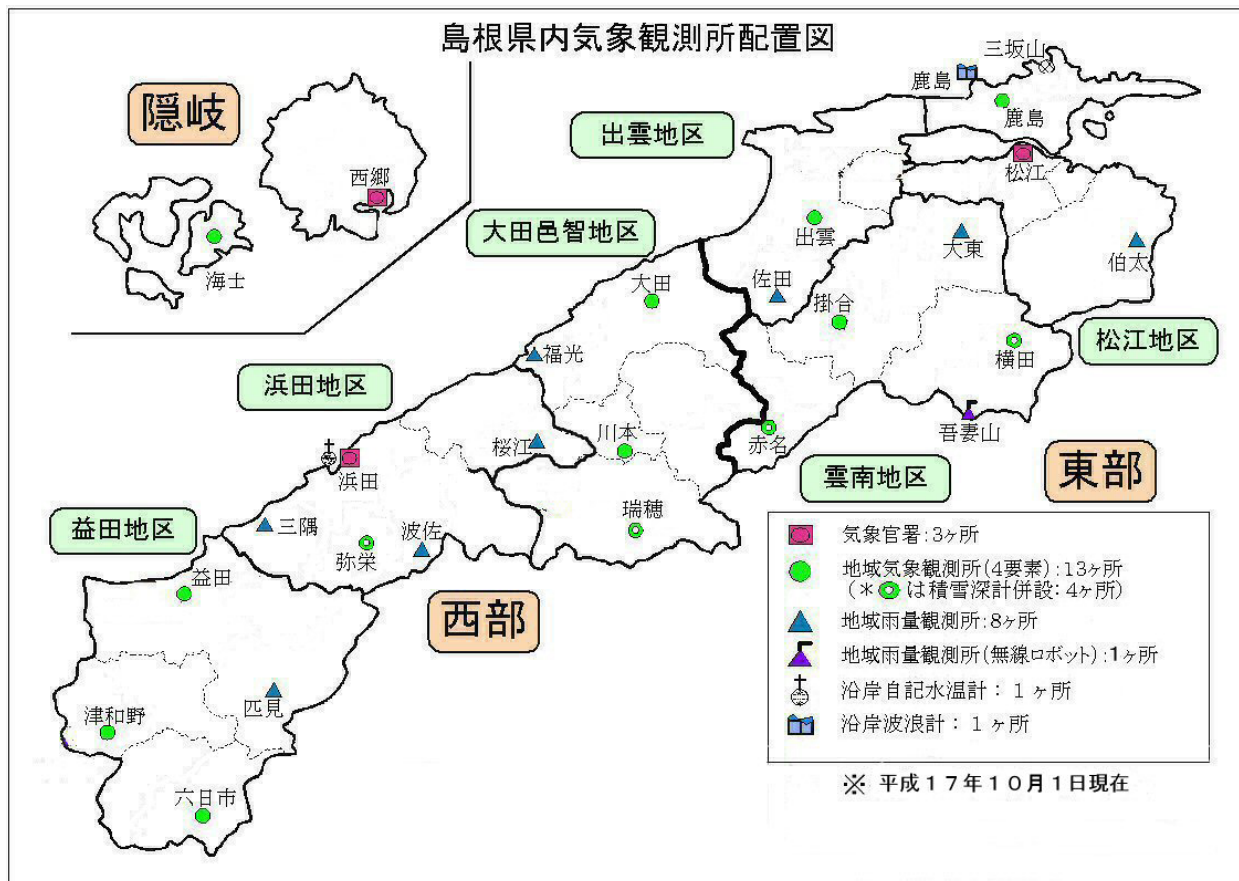 島根県内気象観測所配置図
三坂山
鹿島
鹿島
隠岐
出雲地区
松江
西郷
大田邑智地区
出雲
大東
伯太
海士
大田
佐田
掛合
松江地区
横田
福光
浜田地区
吾妻山
川本
赤名
桜江
東部
雲南地区
浜田
益田地区
三隅
波佐
瑞穂
弥栄
益田
西部
匹見
津和野
六日市
気象官署:3ヶ所
地域気象観測所(4要素):13ヶ所
(*は積雪深計併設:4ヶ所)
地域雨量観測所:8ヶ所
地域雨量観測所(無線ロボット):1ヶ所
沿岸自記水温計:1ヶ所
沿岸波浪計:1ヶ所
※ 平成17年10月1日現在